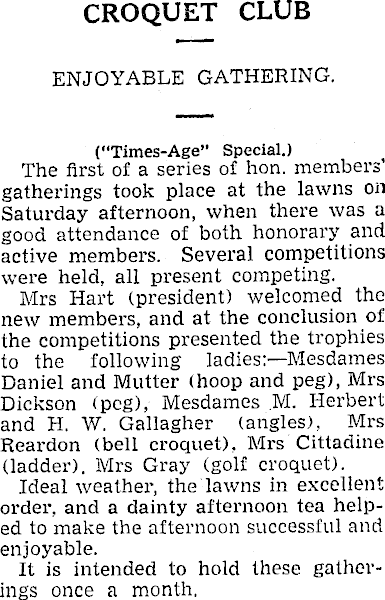 CROQUET CLUB
ENJOYABLE GATHERING.
("Times-Age" Special.)
The first of a series of hon. members'
gatherings took place at the lawns on
Saturday afternoon, when there was a
good attendance of both honorary and
active members. Several competitions
were held, all present competing.
Mrs Hart (president) welcomed the
new members, and at the conclusion of
the competitions presented the trophies
to the following ladies:—Mesdames
Daniel and Mutter (hoop and peg), Mrs
Dickson (peg), Mesdames M. Herbert
and H. W. Gallagher (angles), Mrs
Reardon (bell croquet), Mrs Cittadine
(ladder), Mrs Gray (golf croquet).
Ideal weather, the lawns in excellent
order, and a dainty afternoon tea help-
ed to make the afternoon successful and
enjoyable.
It is intended to hold these gather-
ings once a month.